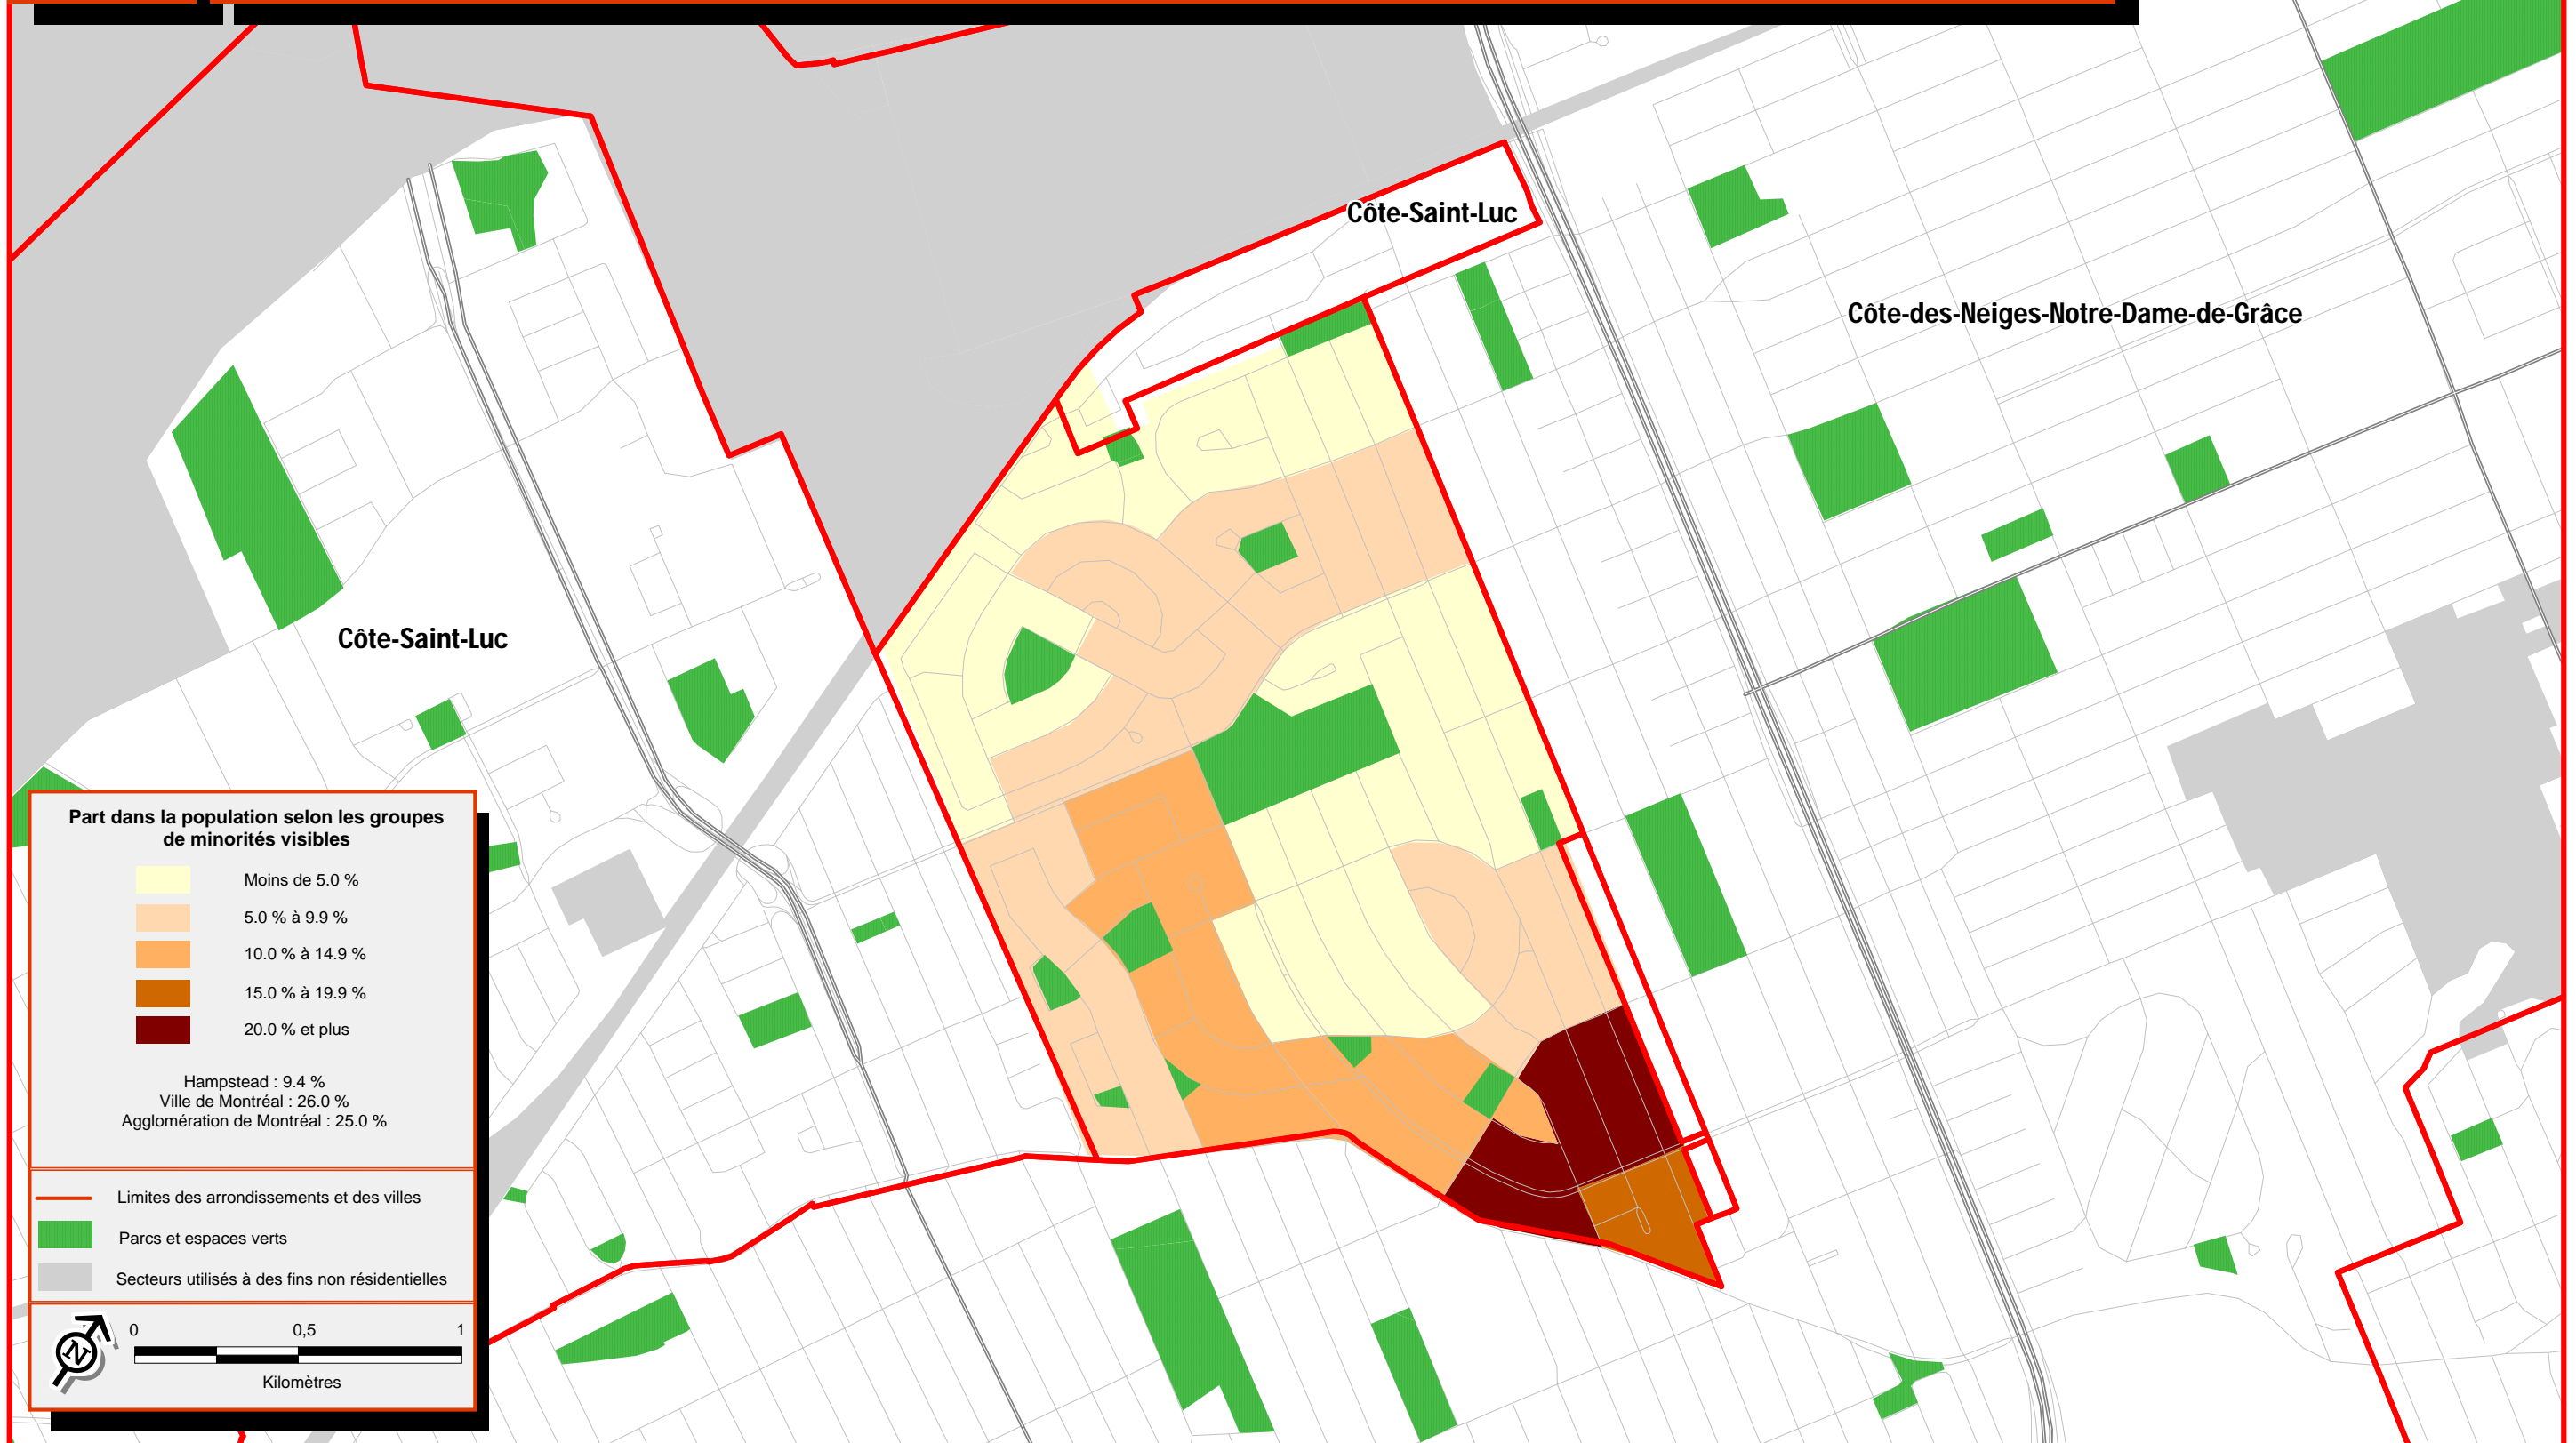 Côte-Saint-Luc
Côte-des-Neiges-Notre-Dame-de-Grâce
Côte-Saint-Luc
Part dans la population selon les groupes
de minorités visibles
Moins de 5.0 %
5.0 % à 9.9 %
10.0 % à 14.9 %
15.0 % à 19.9 %
20.0 % et plus
Hampstead : 9.4 %
Ville de Montréal : 26.0 %
Agglomération de Montréal : 25.0 %
Limites des arrondissements et des villes
Parcs et espaces verts
Secteurs utilisés à des fins non résidentielles
N
0 0,5 1
Kilomètres